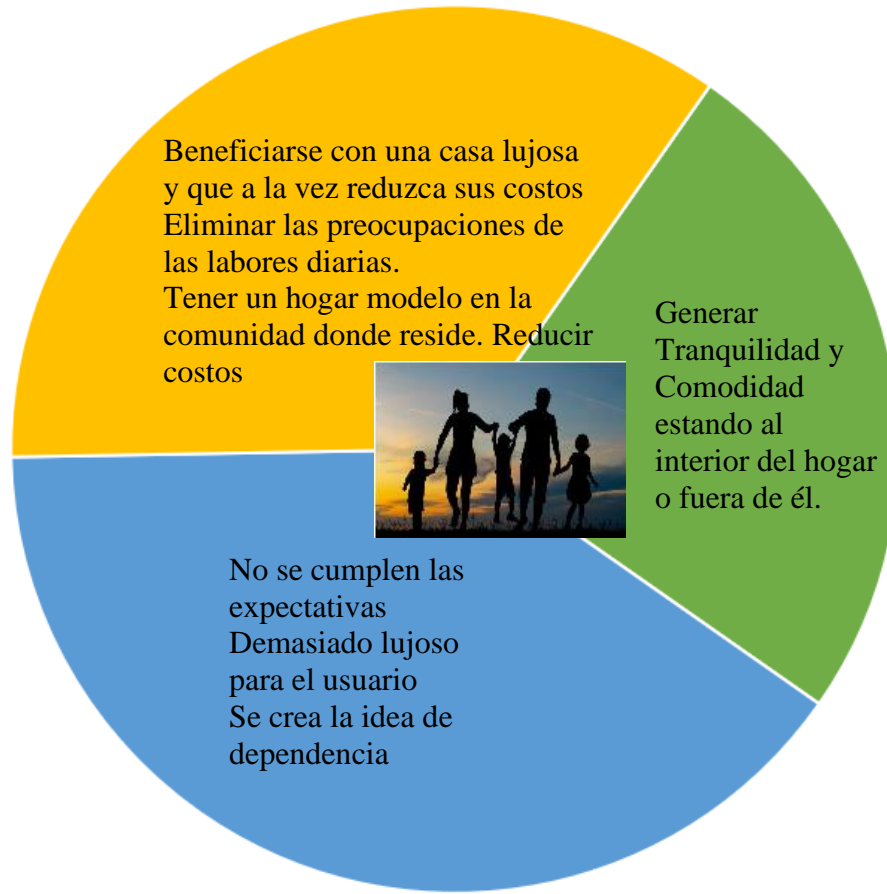 Beneficiarse con una casa lujosa
y que a la vez reduzca sus costos
Eliminar las preocupaciones de
las labores diarias.
Tener un hogar modelo en la
comunidad donde reside. Reducir
costos
Generar
Tranquilidad y
Comodidad
estando al
interior del hogar
o fuera de él.
No se cumplen las
expectativas
Demasiado lujoso
para el usuario
Se crea la idea de
dependencia